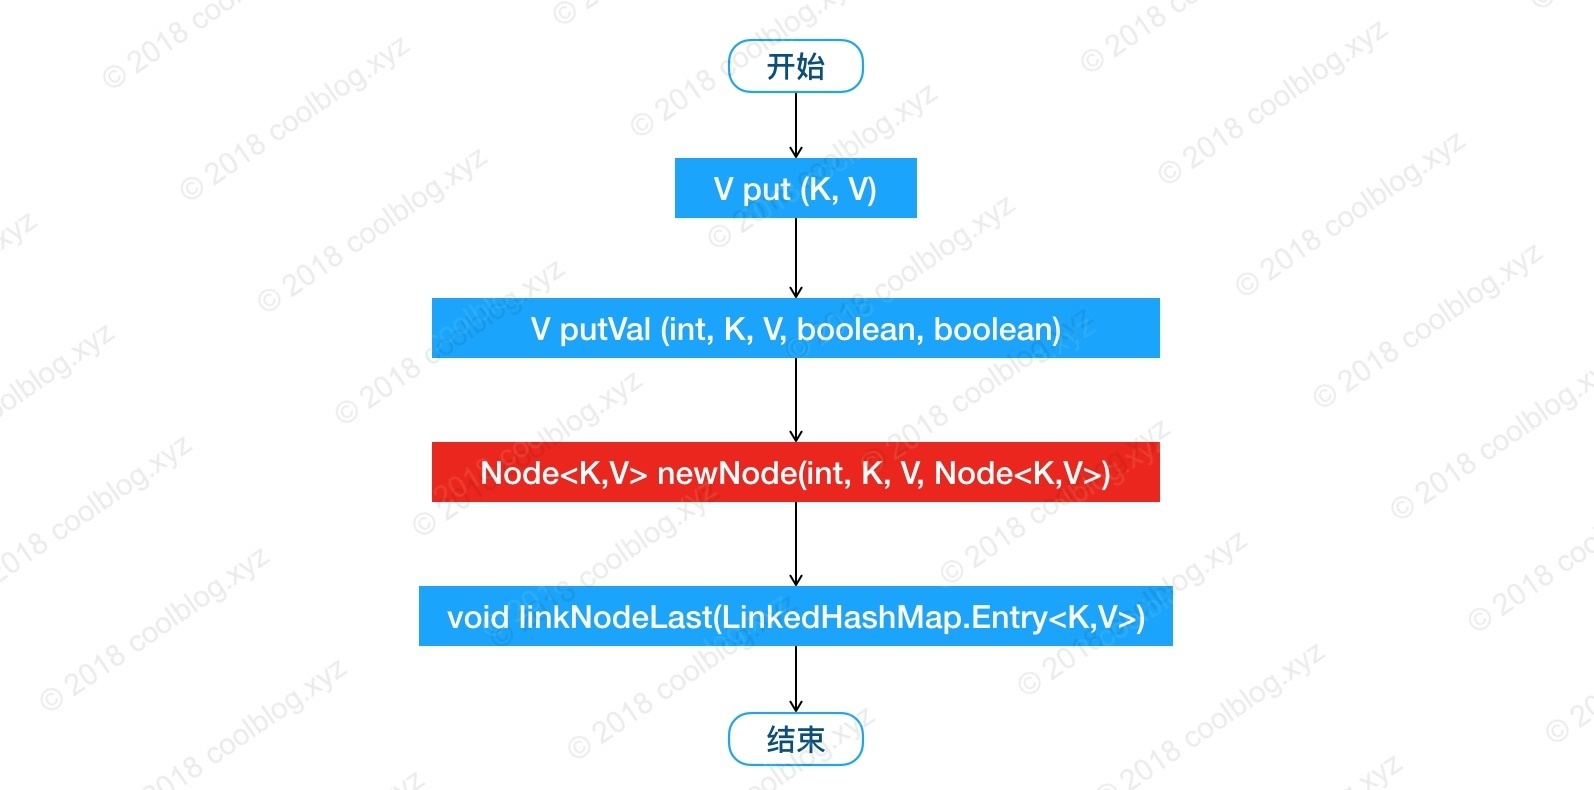 开始
V put (K, V)
V putVal (int, K, V, boolean, boolean)
Node<K,V> newNode(int, K, V, Node<K,V>)
void linkNodeLast(LinkedHashMap.Entry<K,V>)
结束
© 2018 coolblog.xyz